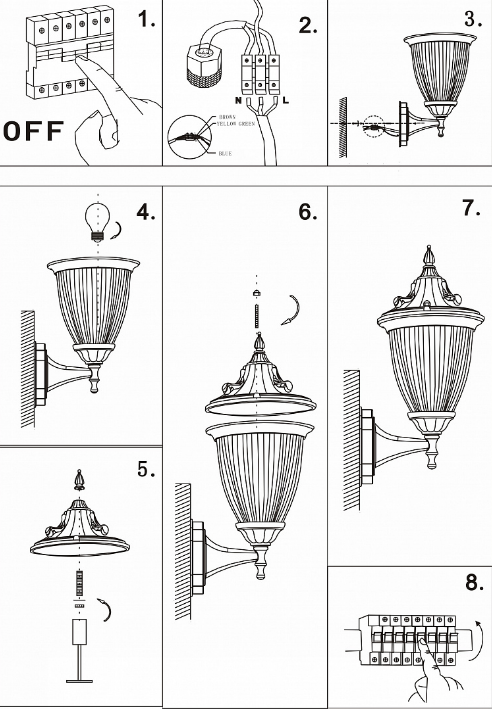 1.
OFF
2.
N L
BROWN
YELLOW GREEN
BLUE
3.
4.
5.
6.
7.
8.